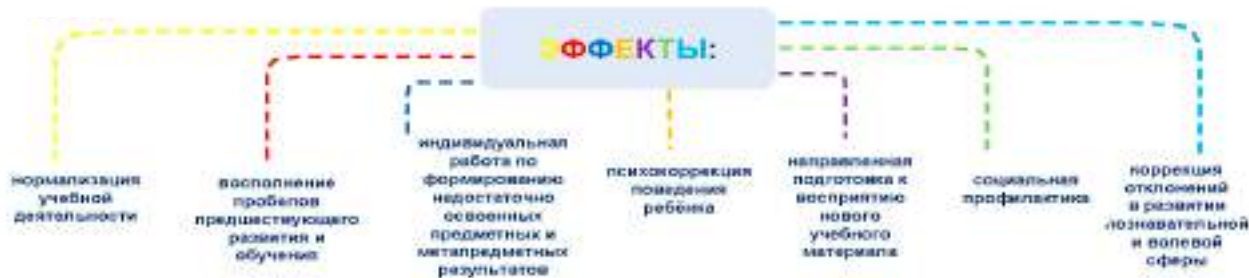 ЭФФЕКТЫ:
нормализация
учебной
деятельности
восполнение
пробелов
предшествующего
развития и
обучения
индивидуальная
работа по
формированию
недостаточно
освоенных
предметных и
метапредметных
результатов
психокоррекция
поведения
ребёнка
направленная
подготовка к
восприятию
нового
учебного
материала
социальная
профилактика
коррекция
отклонений
в развитии
познавательной
и волевой
сферы